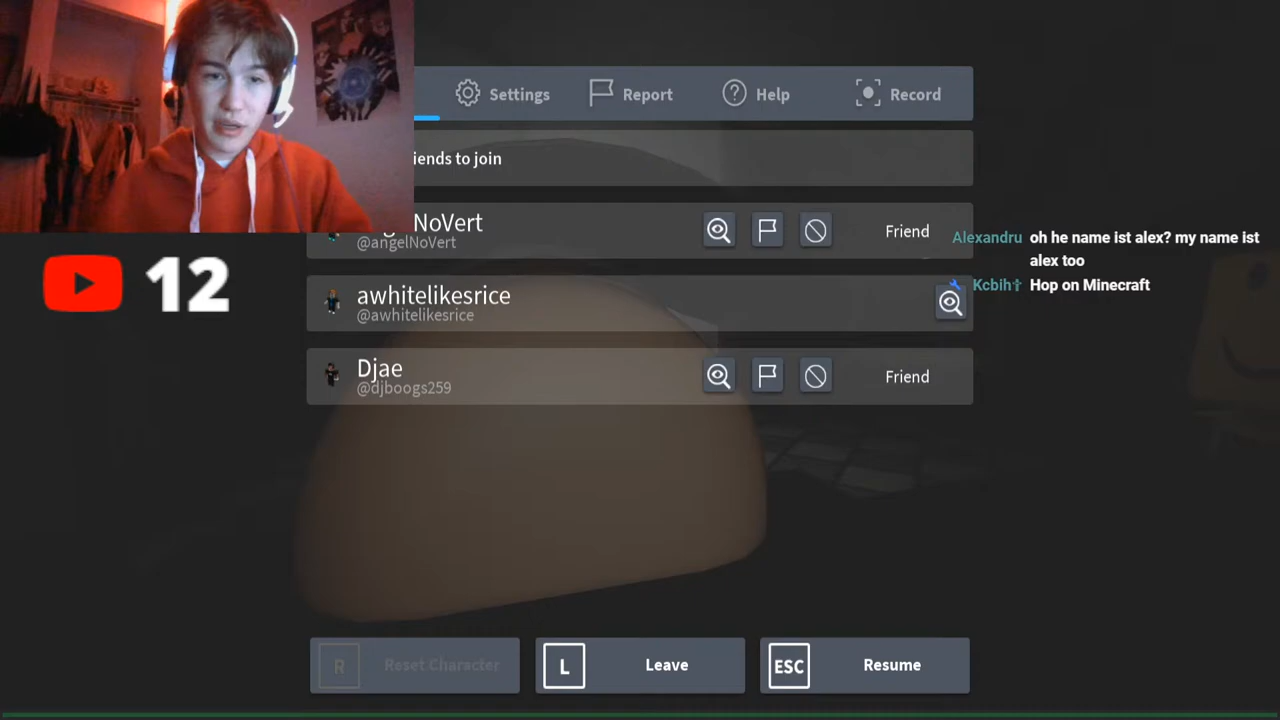 Settings
Report
Help
Record
iends to join
NoVert
@angelNoVert
Friend
Alexandru oh he name ist alex? my name ist
alex too
Kcbih† Hop on Minecraft
12
awhitelikesrice
@awhitelikesrice
Djae
@djboogs259
Friend
R Reset Character
L Leave
ESC Resume